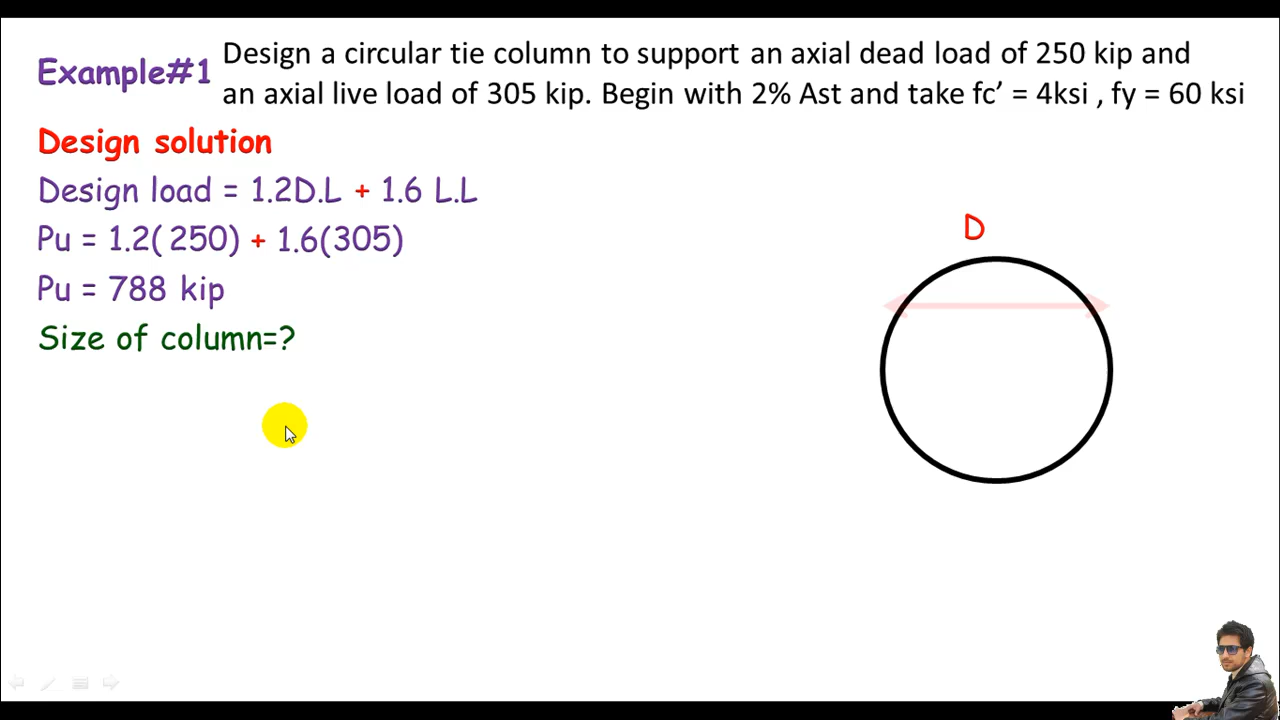 Example#1
Design a circular tie column to support an axial dead load of 250 kip and
an axial live load of 305 kip. Begin with 2% Ast and take fc’ = 4ksi , fy = 60 ksi
Design solution
Design load = 1.2D.L + 1.6 L.L
Pu = 1.2( 250) + 1.6(305)
Pu = 788 kip
Size of column=?
D